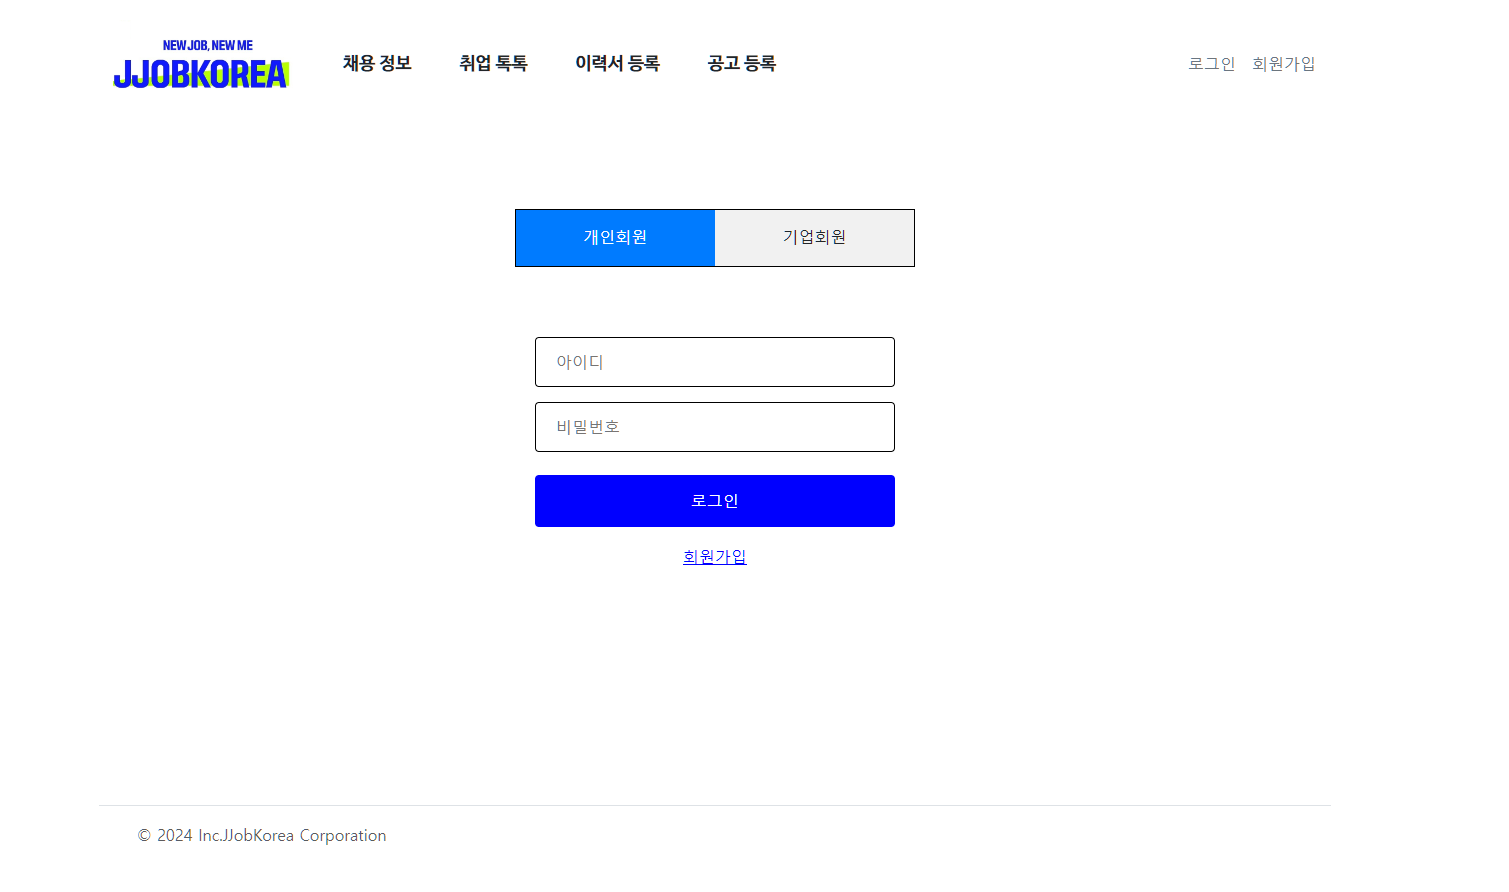 NEW JOB, NEW ME
JJOBKOREA
채용 정보 취업 톡톡 이력서 등록 공고 등록
로그인 회원가입
개인회원 기업회원
아이디
비밀번호
로그인
회원가입
© 2024 Inc.JJobKorea Corporation